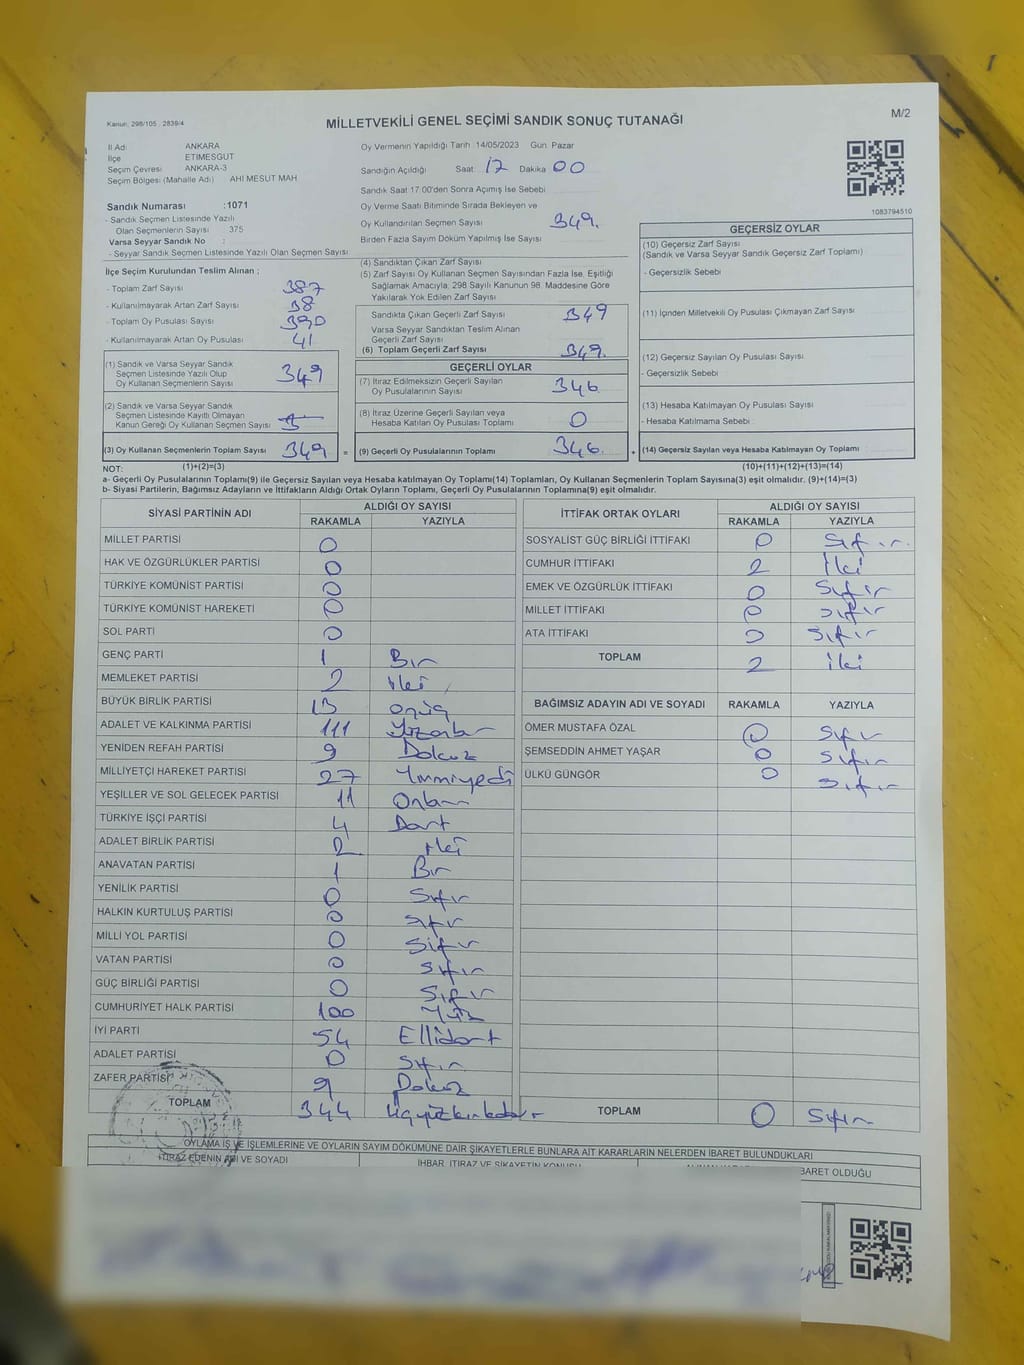 Kanun: 298/105 , 2839/4
MİLLETVEKİLİ GENEL SEÇİMİ SANDIK SONUÇ TUTANAĞI
M/2
İl Adı: ANKARA
İlçe ETİMESGUT
Seçim Çevresi: ANKARA-3
Seçim Bölgesi (Mahalle Adı) AHI MESUT MAH
Sandık Numarası :1071
- Sandık Seçmen Listesinde Yazılı
Olan Seçmenlerin Sayısı 375
Varsa Seyyar Sandık No :
- Seyyar Sandık Seçmen Listesinde Yazılı Olan Seçmen Sayısı
Oy Vermenin Yapıldığı Tarih 14/05/2023 Gün: Pazar
Sandığın Açıldığı Saat: 17 Dakika 00
Sandık Saat 17.00'den Sonra Açımış İse Sebebi
Oy Verme Saati Bitiminde Sırada Bekleyen ve
Oy Kullandırılan Seçmen Sayısı 349.
Birden Fazla Sayım Döküm Yapılmış İse Sayısı
1083794510
İlçe Seçim Kurulundan Teslim Alınan ;
- Toplam Zarf Sayısı 387
- Kullanılmayarak Artan Zarf Sayısı 38
- Toplam Oy Pusulası Sayısı 390
- Kullanılmayarak Artan Oy Pusulası 41
(1) Sandık ve Varsa Seyyar Sandık
Seçmen Listesinde Yazılı Olup
Oy Kullanan Seçmenlerin Sayısı 349
(2) Sandık ve Varsa Seyyar Sandık
Seçmen Listesinde Kayıtlı Olmayan
Kanun Gereği Oy Kullanan Seçmen Sayısı
(3) Oy Kullanan Seçmenlerin Toplam Sayısı 349 =
(4) Sandıktan Çıkan Zarf Sayısı
(5) Zarf Sayısı Oy Kullanan Seçmen Sayısından Fazla İse, Eşitliği
Sağlamak Amacıyla, 298 Sayılı Kanunun 98. Maddesine Göre
Yakılarak Yok Edilen Zarf Sayısı
Sandıkta Çıkan Geçerli Zarf Sayısı 349
Varsa Seyyar Sandıktan Teslim Alınan
Geçerli Zarf Sayısı
(6) Toplam Geçerli Zarf Sayısı 349.
GEÇERLİ OYLAR
(7) İtiraz Edilmeksizin Geçerli Sayılan
Oy Pusulalarının Sayısı 346
(8) İtiraz Üzerine Geçerli Sayılan veya
Hesaba Katılan Oy Pusulası Toplamı 0
(9) Geçerli Oy Pusulalarının Toplamı 346. +
GEÇERSİZ OYLAR
(10) Geçersiz Zarf Sayısı
(Sandık ve Varsa Seyyar Sandık Geçersiz Zarf Toplamı)
- Geçersizlik Sebebi
(11) İçinden Milletvekili Oy Pusulası Çıkmayan Zarf Sayısı
(12) Geçersiz Sayılan Oy Pusulası Sayısı
- Geçersizlik Sebebi
(13) Hesaba Katılmayan Oy Pusulası Sayısı
- Hesaba Katılmama Sebebi
(14) Geçersiz Sayılan veya Hesaba Katılmayan Oy Toplamı
NOT: (1)+(2)=(3) (10)+(11)+(12)+(13)=(14)
a- Geçerli Oy Pusulalarının Toplamı(9) ile Geçersiz Sayılan veya Hesaba katılmayan Oy Toplamı(14) Toplamları, Oy Kullanan Seçmenlerin Toplam Sayısına(3) eşit olmalıdır. (9)+(14)=(3)
b- Siyasi Partilerin, Bağımsız Adayların ve İttifakların Aldığı Ortak Oyların Toplamı, Geçerli Oy Pusulalarının Toplamına(9) eşit olmalıdır.
SİYASİ PARTİNİN ADI ALDIĞI OY SAYISI
RAKAMLA YAZIYLA
MİLLET PARTİSİ 0
HAK VE ÖZGÜRLÜKLER PARTİSİ 0
TÜRKİYE KOMÜNİST PARTİSİ 0
TÜRKİYE KOMÜNİST HAREKETİ 0
SOL PARTİ 0
GENÇ PARTİ 1 Bır
MEMLEKET PARTİSİ 2 iki
BÜYÜK BİRLİK PARTİSİ 13 onüç
ADALET VE KALKINMA PARTİSİ 111
YENİDEN REFAH PARTİSİ 9 Dokuz
MİLLİYETÇİ HAREKET PARTİSİ 27 Yırmiyedi
YEŞİLLER VE SOL GELECEK PARTİSİ 11 Onbır
TÜRKİYE İŞÇİ PARTİSİ 4 Dört
ADALET BİRLİK PARTİSİ 2 iki
ANAVATAN PARTİSİ 1 Bır
YENİLİK PARTİSİ 0 Sıfır
HALKIN KURTULUŞ PARTİSİ 0 sıfır
MİLLİ YOL PARTİSİ 0 Sıfır
VATAN PARTİSİ 0 sıfır
GÜÇ BİRLİĞİ PARTİSİ 0 Sıfır
CUMHURİYET HALK PARTİSİ 100 Yüz
İYİ PARTİ 54 Ellidört
ADALET PARTİSİ 0 Sıfır
ZAFER PARTİSİ 9 Dokuz
TOPLAM 344 üçyüzkırkdört
İTTİFAK ORTAK OYLARI ALDIĞI OY SAYISI
RAKAMLA YAZIYLA
SOSYALİST GÜÇ BİRLİĞİ İTTİFAKI 0 Sıfır.
CUMHUR İTTİFAKI 2 İki
EMEK VE ÖZGÜRLÜK İTTİFAKI 0 Sıfır
MİLLET İTTİFAKI 0 sıfır
ATA İTTİFAKI 0 sıfır
TOPLAM 2 iki
BAĞIMSIZ ADAYIN ADI VE SOYADI RAKAMLA YAZIYLA
ÖMER MUSTAFA ÖZAL 0 sıfır
ŞEMSEDDİN AHMET YAŞAR 0 sıfır
ÜLKÜ GÜNGÖR 0 sıfır
TOPLAM 0 sıfır
OYLAMA İŞ VE İŞLEMLERİNE VE OYLARIN SAYIM DÖKÜMÜNE DAİR ŞİKAYETLERLE BUNLARA AİT KARARLARIN NELERDEN İBARET BULUNDUKLARI
İTİRAZ EDENİN ADI VE SOYADI İHBAR, İTİRAZ VE ŞİKAYETİN KONUSU İBARET OLDUĞU